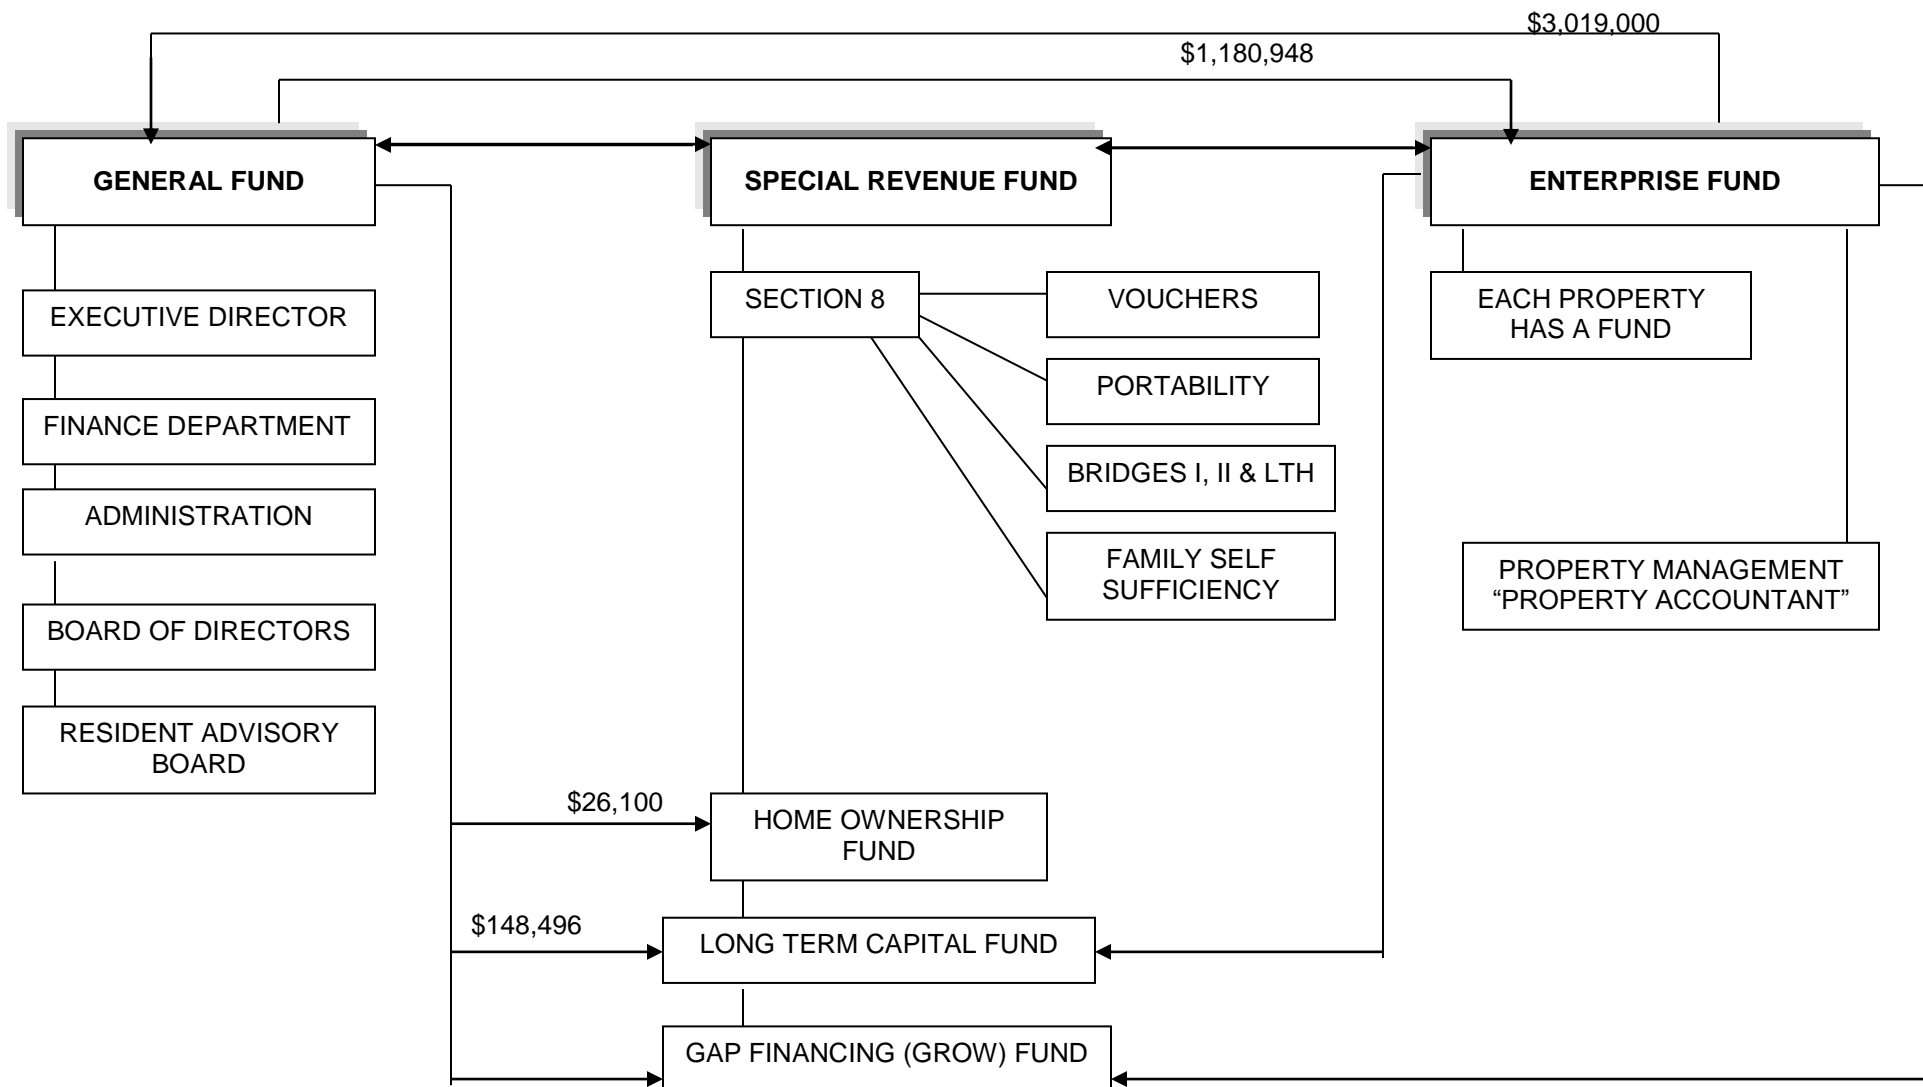 $3,019,000
$1,180,948
GENERAL FUND
SPECIAL REVENUE FUND
ENTERPRISE FUND
EXECUTIVE DIRECTOR
FINANCE DEPARTMENT
ADMINISTRATION
BOARD OF DIRECTORS
RESIDENT ADVISORY
BOARD
SECTION 8
VOUCHERS
PORTABILITY
BRIDGES I, II & LTH
FAMILY SELF
SUFFICIENCY
EACH PROPERTY
HAS A FUND
PROPERTY MANAGEMENT
“PROPERTY ACCOUNTANT”
$26,100
HOME OWNERSHIP
FUND
$148,496
LONG TERM CAPITAL FUND
GAP FINANCING (GROW) FUND